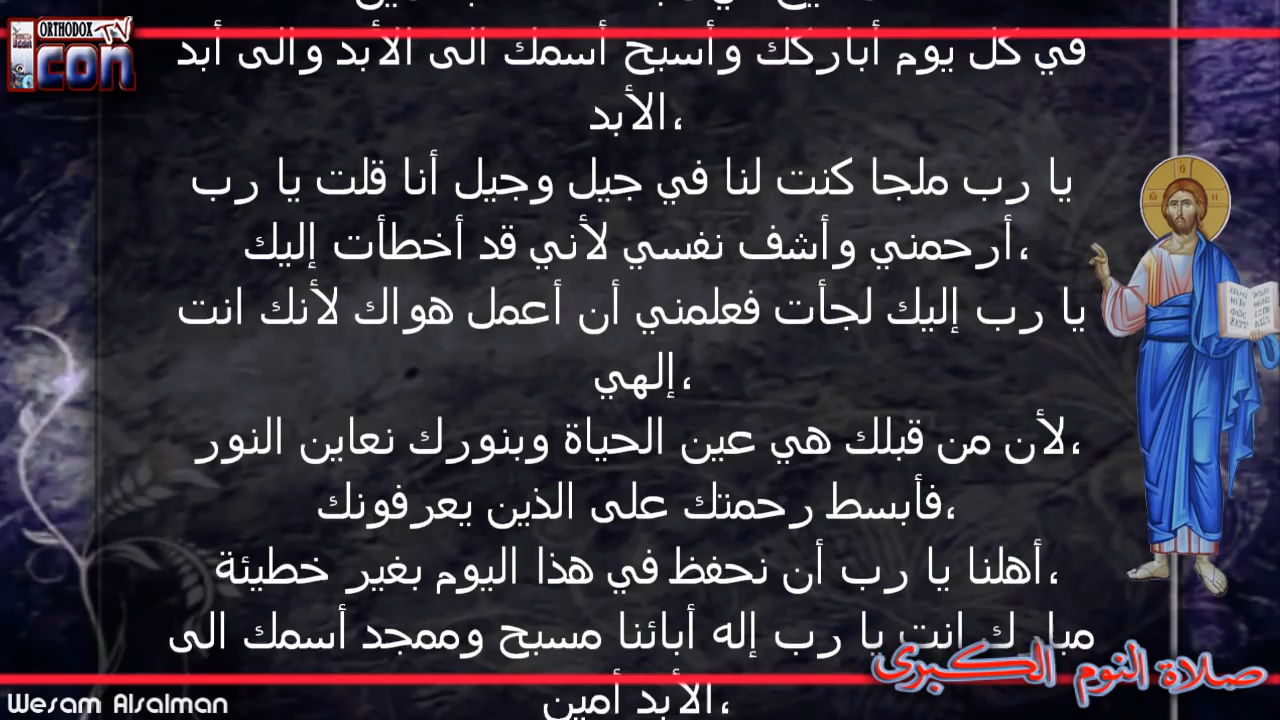 ORTHODOX TV
Icon
في كل يوم أباركك وأسبح أسمك الى الأبد والى أبد
الأبد،
يا رب ملجا كنت لنا في جيل وجيل أنا قلت يا رب
أرحمني وأشف نفسي لأني قد أخطأت إليك،
يا رب إليك لجأت فعلمني أن أعمل هواك لأنك انت
إلهي،
لأن من قبلك هي عين الحياة وبنورك نعاين النور،
فأبسط رحمتك على الذين يعرفونك،
أهلنا يا رب أن نحفظ في هذا اليوم بغير خطيئة،
مبارك انت يا رب إله أبائنا مسبح وممجد أسمك الى
الأبد أمين،
صلاة النوم الكبرى
Wesam Alsalman